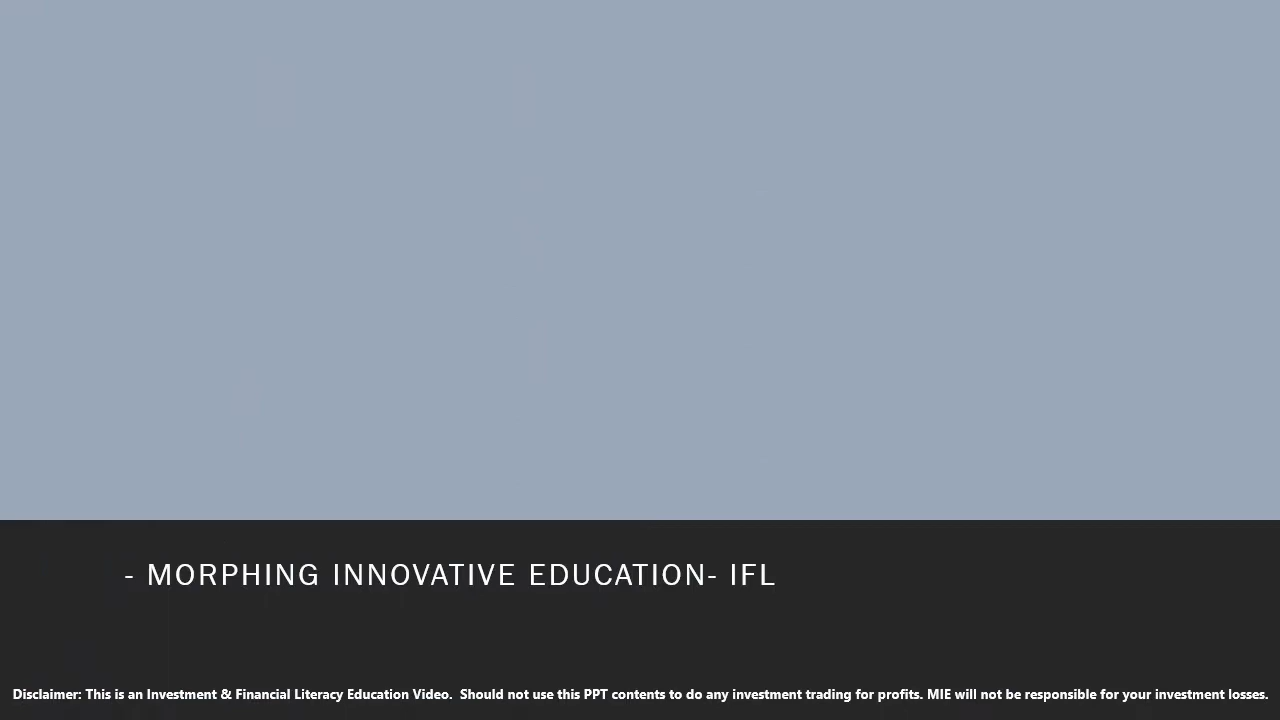 - MORPHING INNOVATIVE EDUCATION- IFL
Disclaimer: This is an Investment & Financial Literacy Education Video.  Should not use this PPT contents to do any investment trading for profits. MIE will not be responsible for your investment losses.